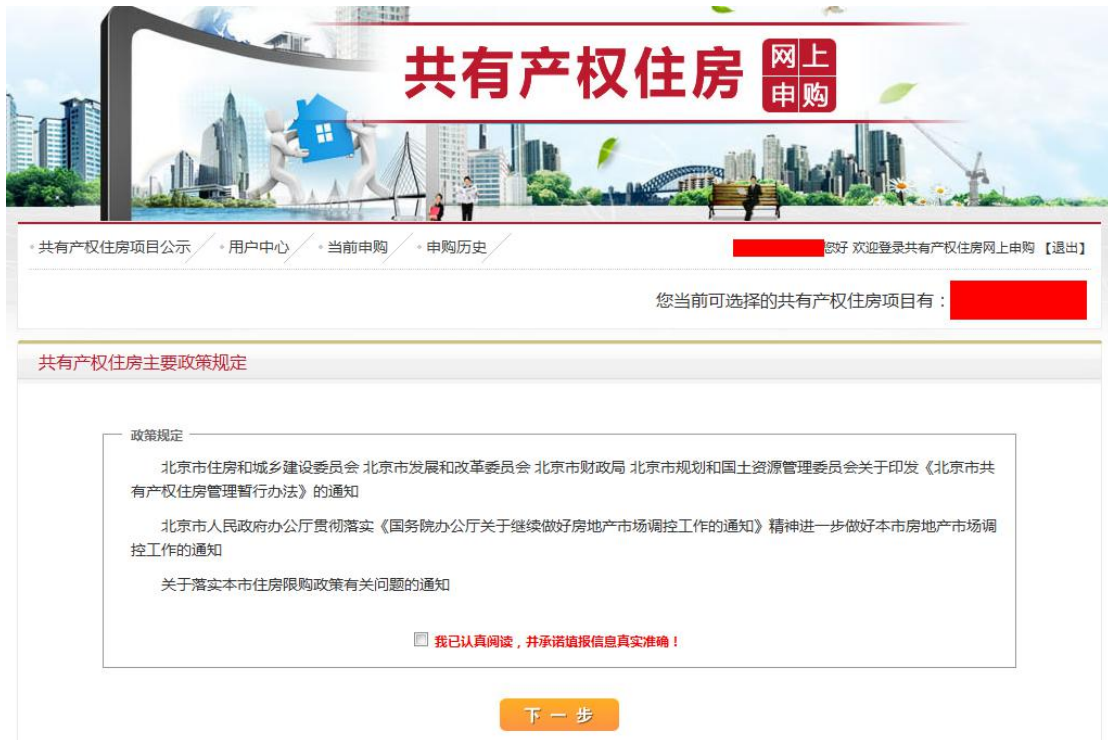 共有产权住房 网上申购
共有产权住房项目公示 用户中心 当前申购 申购历史 您好 欢迎登录共有产权住房网上申购 【退出】
您当前可选择的共有产权住房项目有：
共有产权住房主要政策规定
政策规定
北京市住房和城乡建设委员会 北京市发展和改革委员会 北京市财政局 北京市规划和国土资源管理委员会关于印发《北京市共
有产权住房管理暂行办法》的通知
北京市人民政府办公厅贯彻落实《国务院办公厅关于继续做好房地产市场调控工作的通知》精神进一步做好本市房地产市场调
控工作的通知
关于落实本市住房限购政策有关问题的通知
我已认真阅读，并承诺填报信息真实准确！
下一步